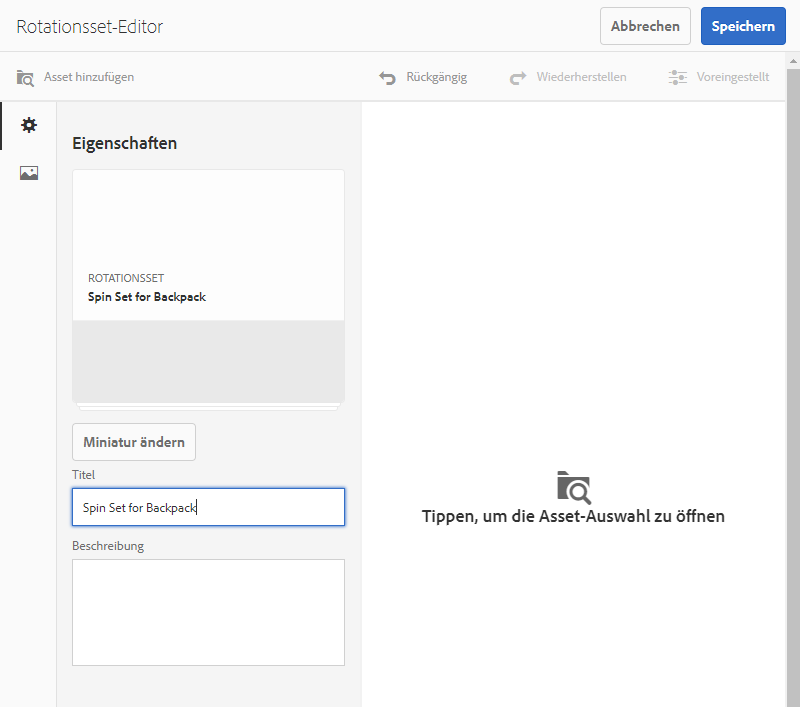 Rotationsset-Editor
Abbrechen
Speichern
Asset hinzufügen
Rückgängig
Wiederherstellen
Voreingestellt
Eigenschaften
ROTATIONSSET
Spin Set for Backpack
Miniatur ändern
Titel
Spin Set for Backpack
Beschreibung
Tippen, um die Asset-Auswahl zu öffnen